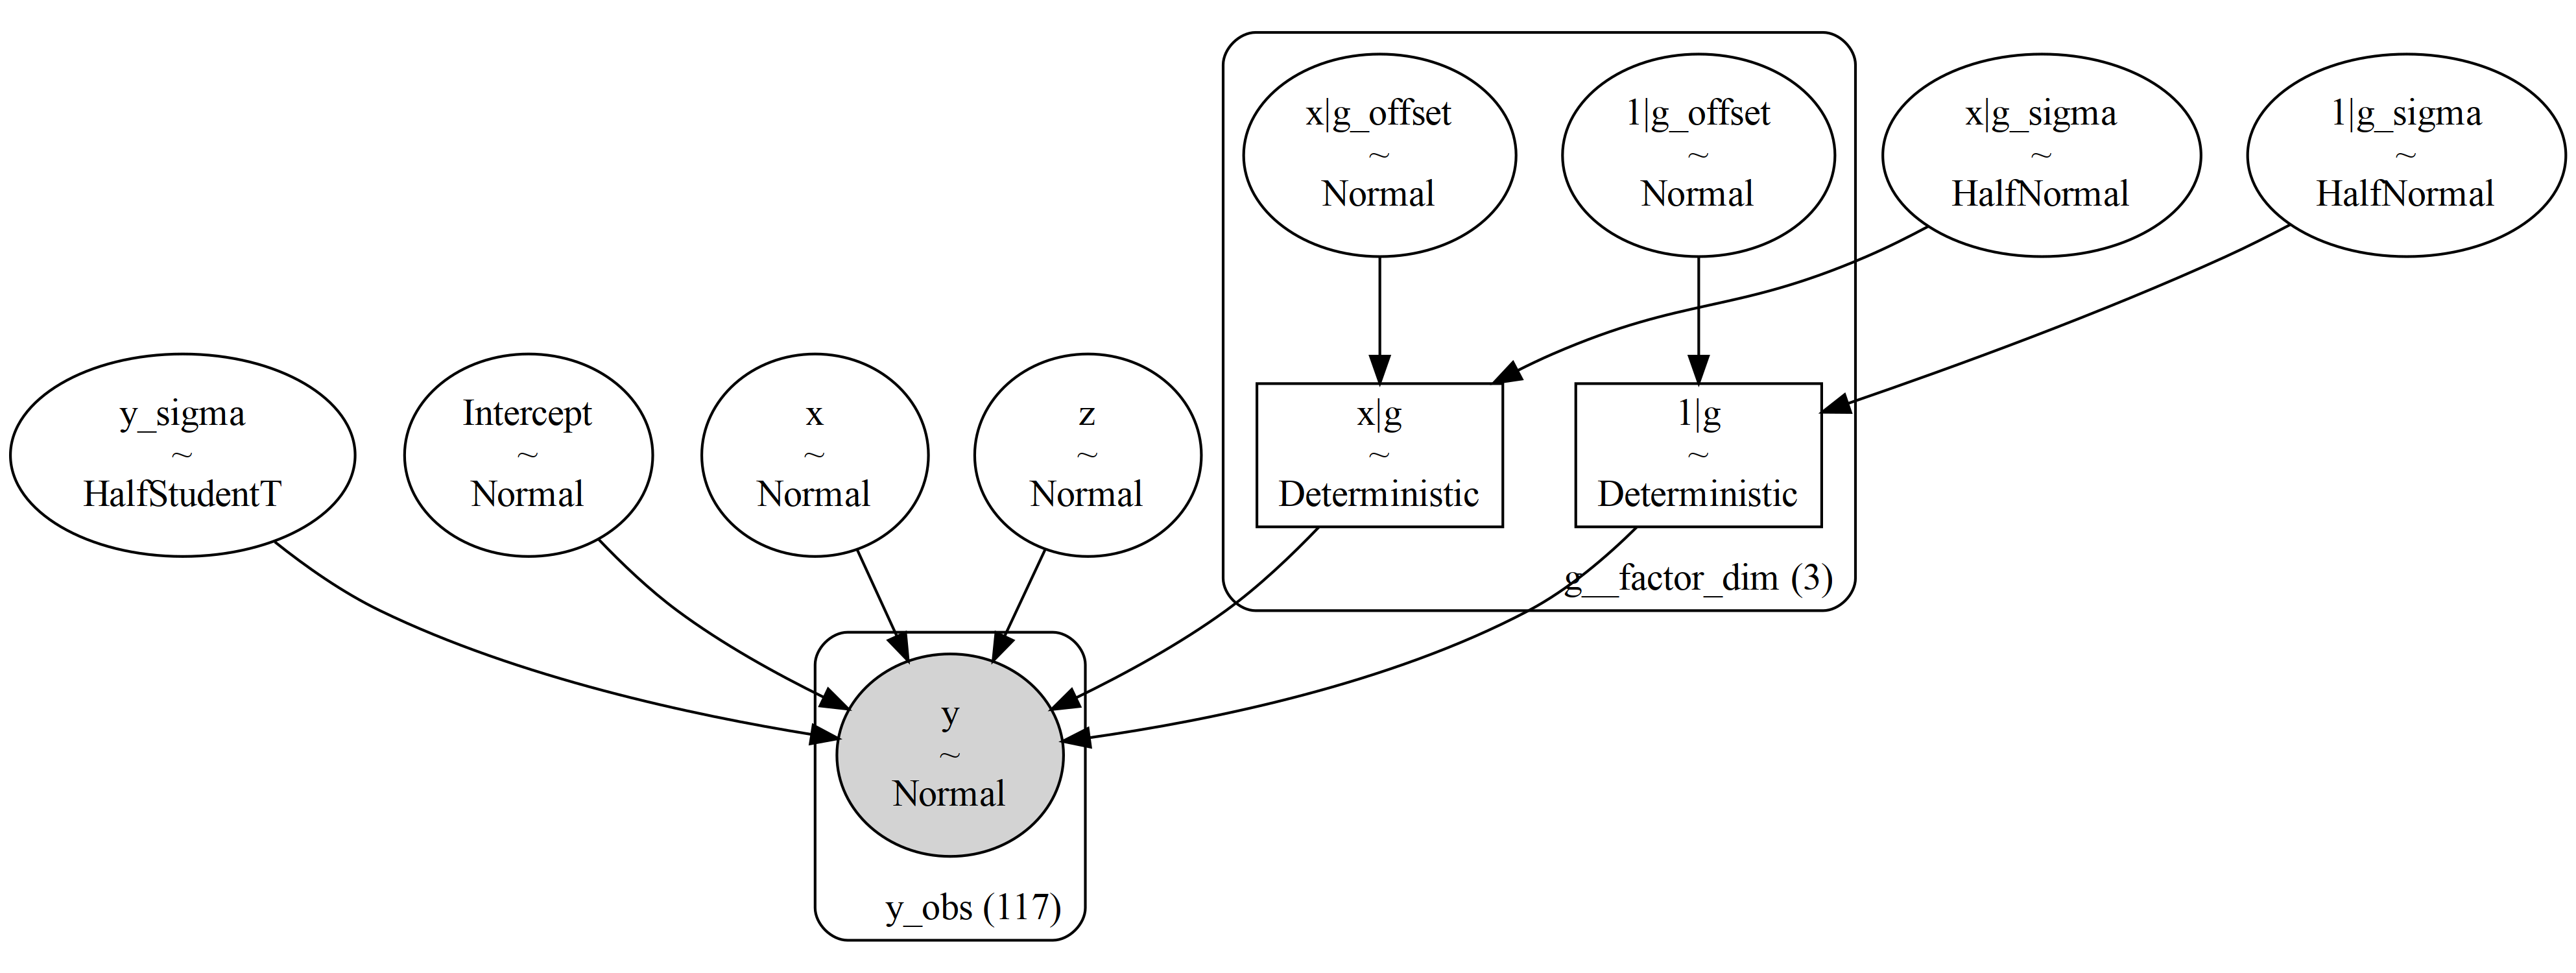 x|g_offset
~
Normal
1|g_offset
~
Normal
x|g_sigma
~
HalfNormal
1|g_sigma
~
HalfNormal
y_sigma
~
HalfStudentT
Intercept
~
Normal
x
~
Normal
z
~
Normal
x|g
~
Deterministic
1|g
~
Deterministic
g__factor_dim (3)
y
~
Normal
y_obs (117)